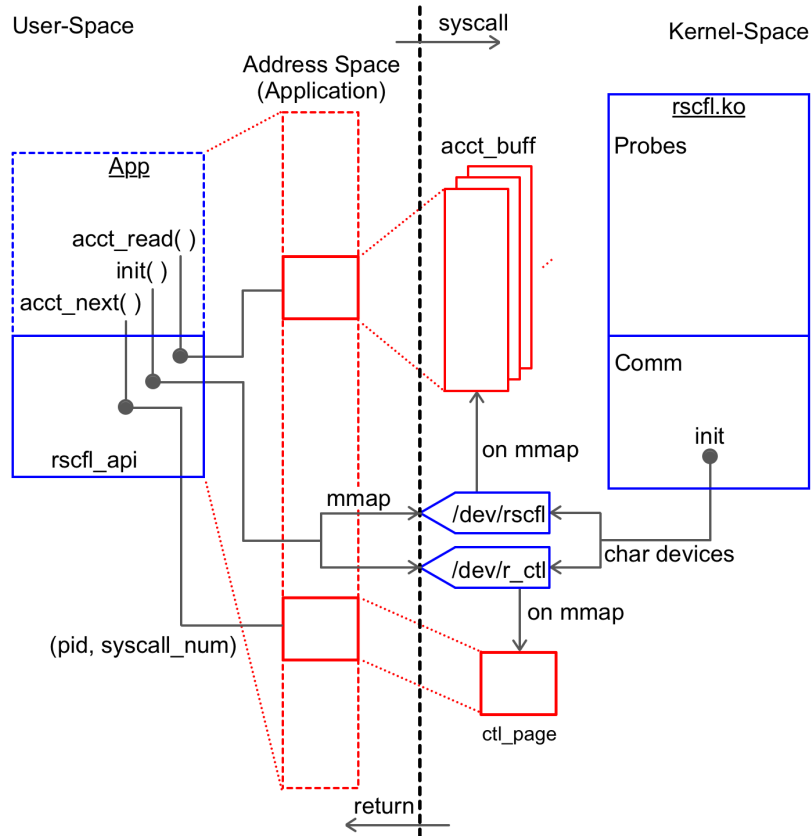 User-Space
syscall
Kernel-Space
Address Space
(Application)
rscfl.ko
acct_buff
Probes
App
acct_read( )
init( )
acct_next( )
Comm
init
on mmap
rscfl_api
mmap
/dev/rscfl
char devices
/dev/r_ctl
on mmap
(pid, syscall_num)
ctl_page
return